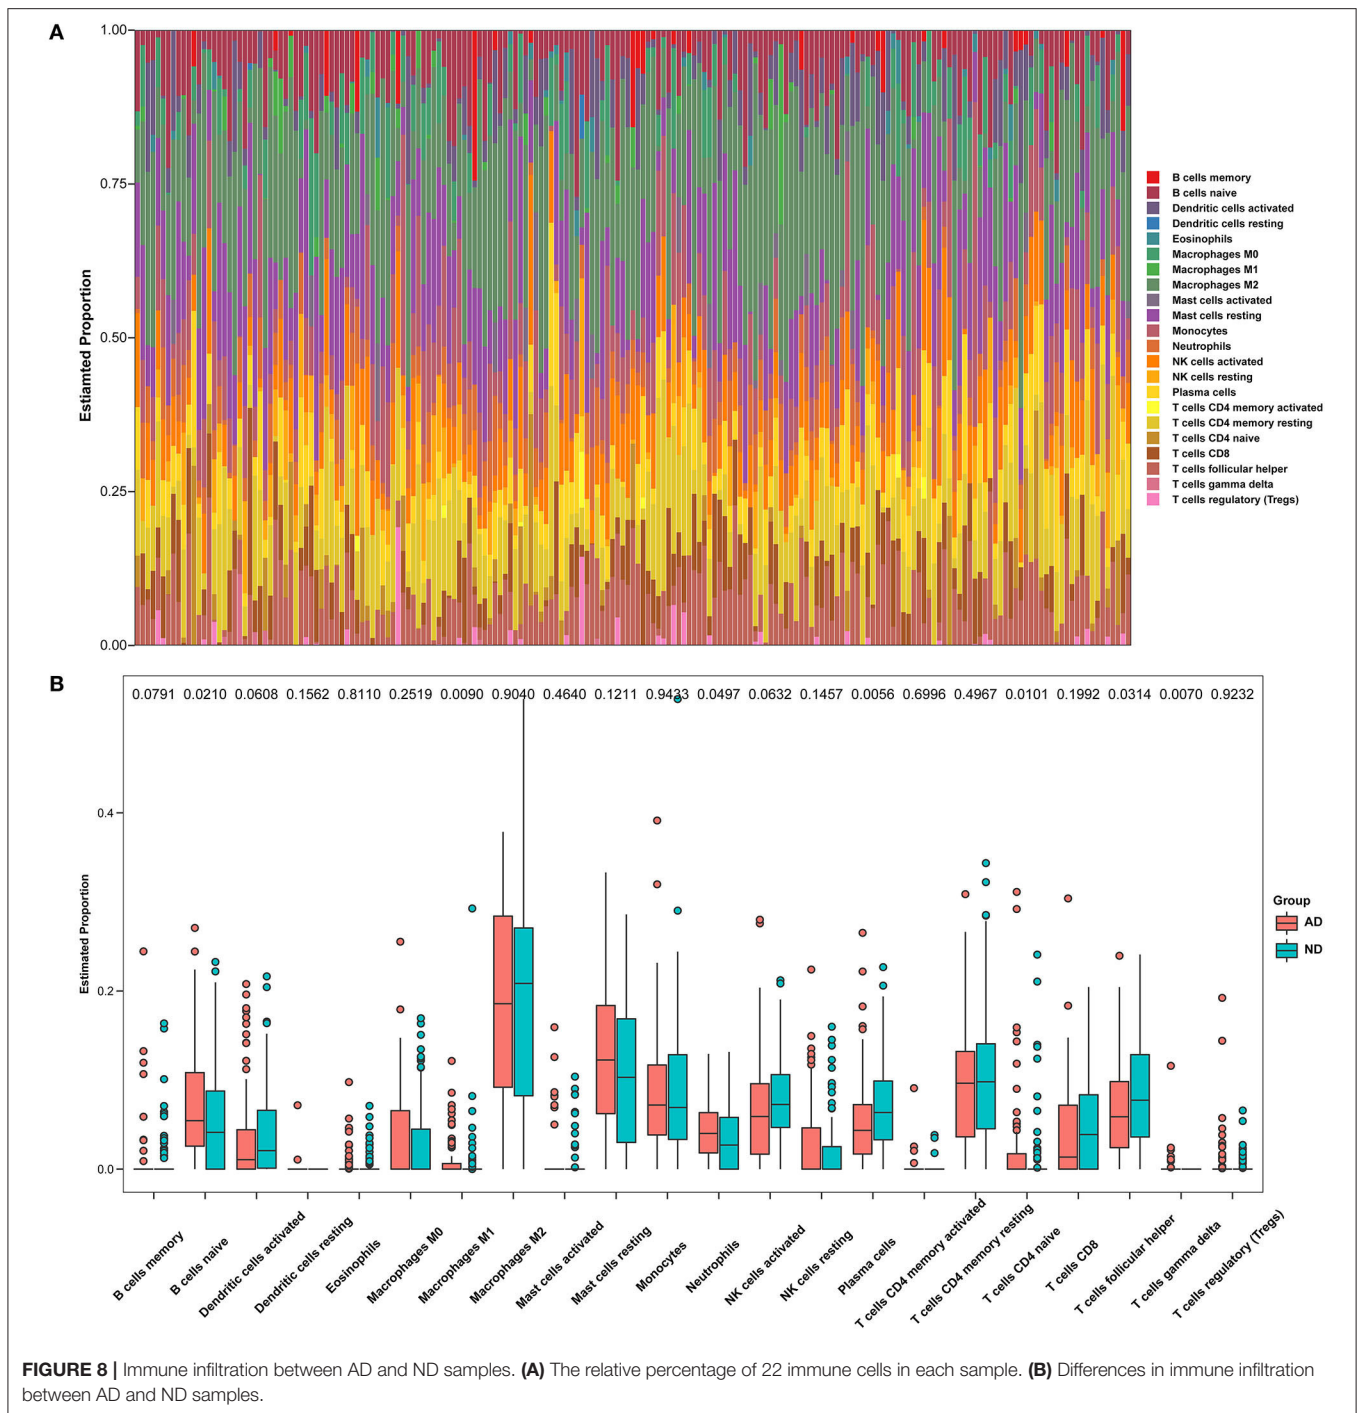 A
1.00
0.75
0.50
0.25
0.00
Estiamted Proportion
B cells memory
B cells naive
Dendritic cells activated
Dendritic cells resting
Eosinophils
Macrophages M0
Macrophages M1
Macrophages M2
Mast cells activated
Mast cells resting
Monocytes
Neutrophils
NK cells activated
NK cells resting
Plasma cells
T cells CD4 memory activated
T cells CD4 memory resting
T cells CD4 naive
T cells CD8
T cells follicular helper
T cells gamma delta
T cells regulatory (Tregs)
B
0.0791 0.0210 0.0608 0.1562 0.8110 0.2519 0.0090 0.9040 0.4640 0.1211 0.9433 0.0497 0.0632 0.1457 0.0056 0.6996 0.4967 0.0101 0.1992 0.0314 0.0070 0.9232
0.4
0.2
0.0
Estimated Proportion
Group
AD
ND
B cells memory
B cells naive
Dendritic cells activated
Dendritic cells resting
Eosinophils
Macrophages M0
Macrophages M1
Macrophages M2
Mast cells activated
Mast cells resting
Monocytes
Neutrophils
NK cells activated
NK cells resting
Plasma cells
T cells CD4 memory activated
T cells CD4 memory resting
T cells CD4 naive
T cells CD8
T cells follicular helper
T cells gamma delta
T cells regulatory (Tregs)
FIGURE 8 | Immune infiltration between AD and ND samples. (A) The relative percentage of 22 immune cells in each sample. (B) Differences in immune infiltration
between AD and ND samples.